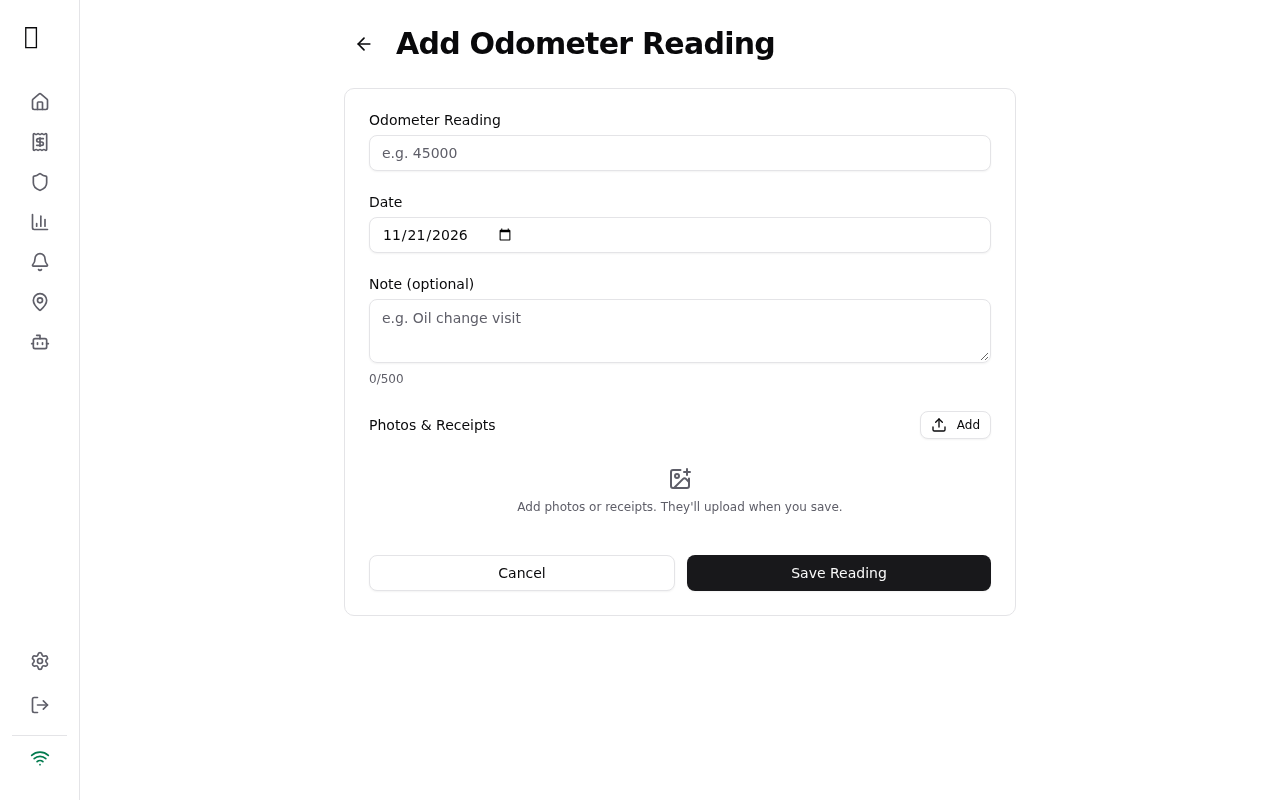 Add Odometer Reading
Odometer Reading
e.g. 45000
Date
11/21/2026
Note (optional)
e.g. Oil change visit
0/500
Photos & Receipts
Add
Add photos or receipts. They'll upload when you save.
Cancel
Save Reading